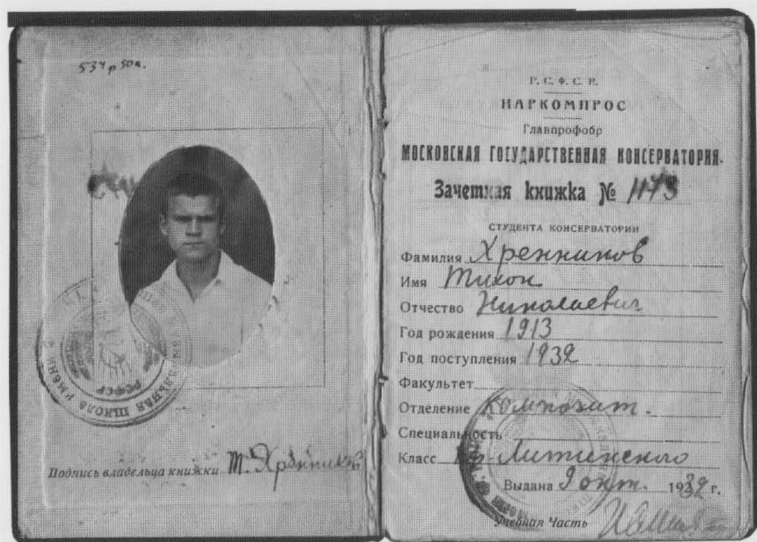 537 р 50к.
Подпись владельца книжки Т. Хренников
Р. С. Ф. С. Р.
НАРКОМПРОС
Главпрофобр
МОСКОВСКАЯ ГОСУДАРСТВЕННАЯ КОНСЕРВАТОРИЯ.
Зачетная книжка № 1173
СТУДЕНТА КОНСЕРВАТОРИИ
Фамилия Хренников
Имя Тихон
Отчество Николаевич
Год рождения 1913
Год поступления 1932
Факультет
Отделение Композит.
Специальность
Класс Литинского
Выдана 9 окт. 1932 г.
Учебная Часть